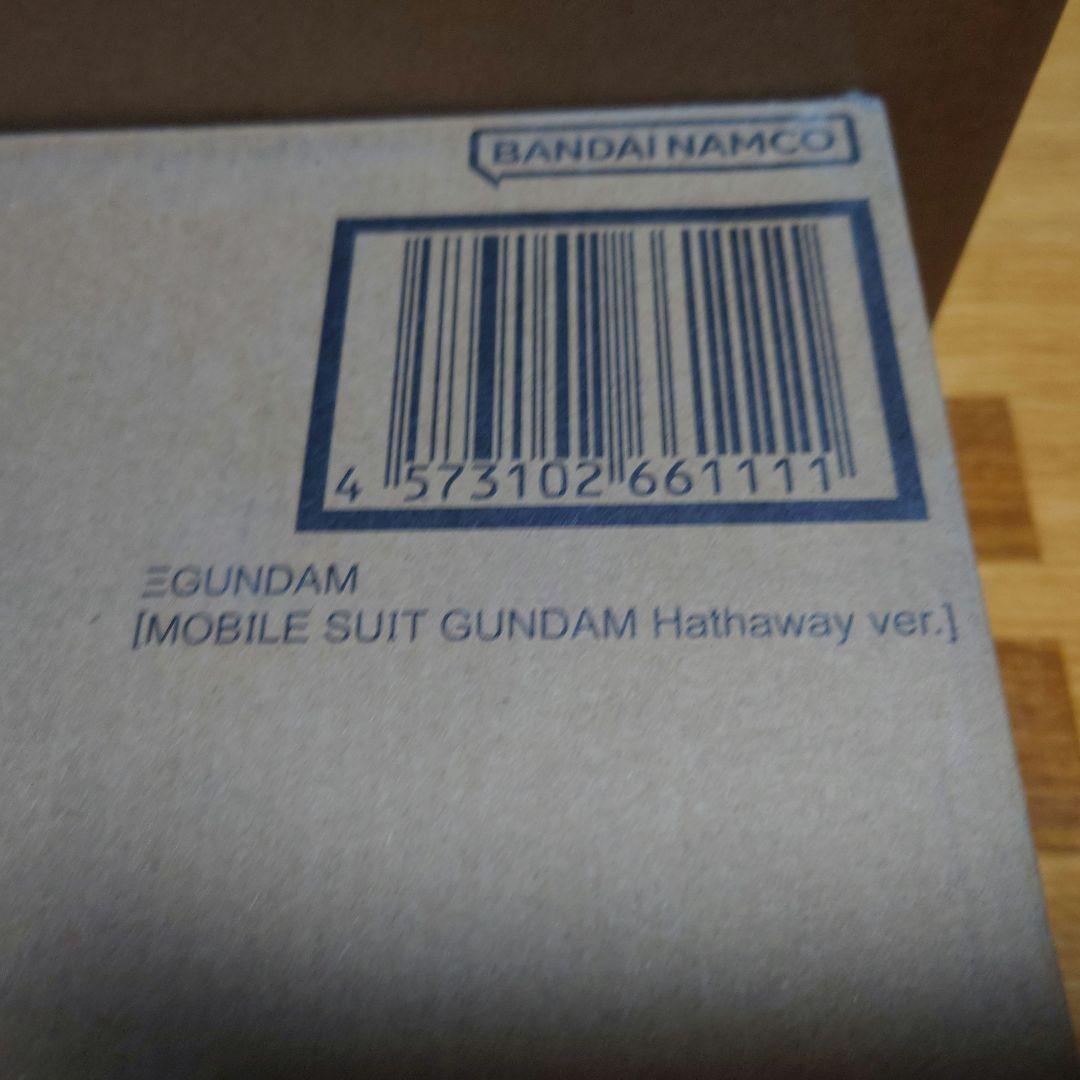 BANDAI NAMCO
4 573102 661111
ΞGUNDAM
[MOBILE SUIT GUNDAM Hathaway ver.]